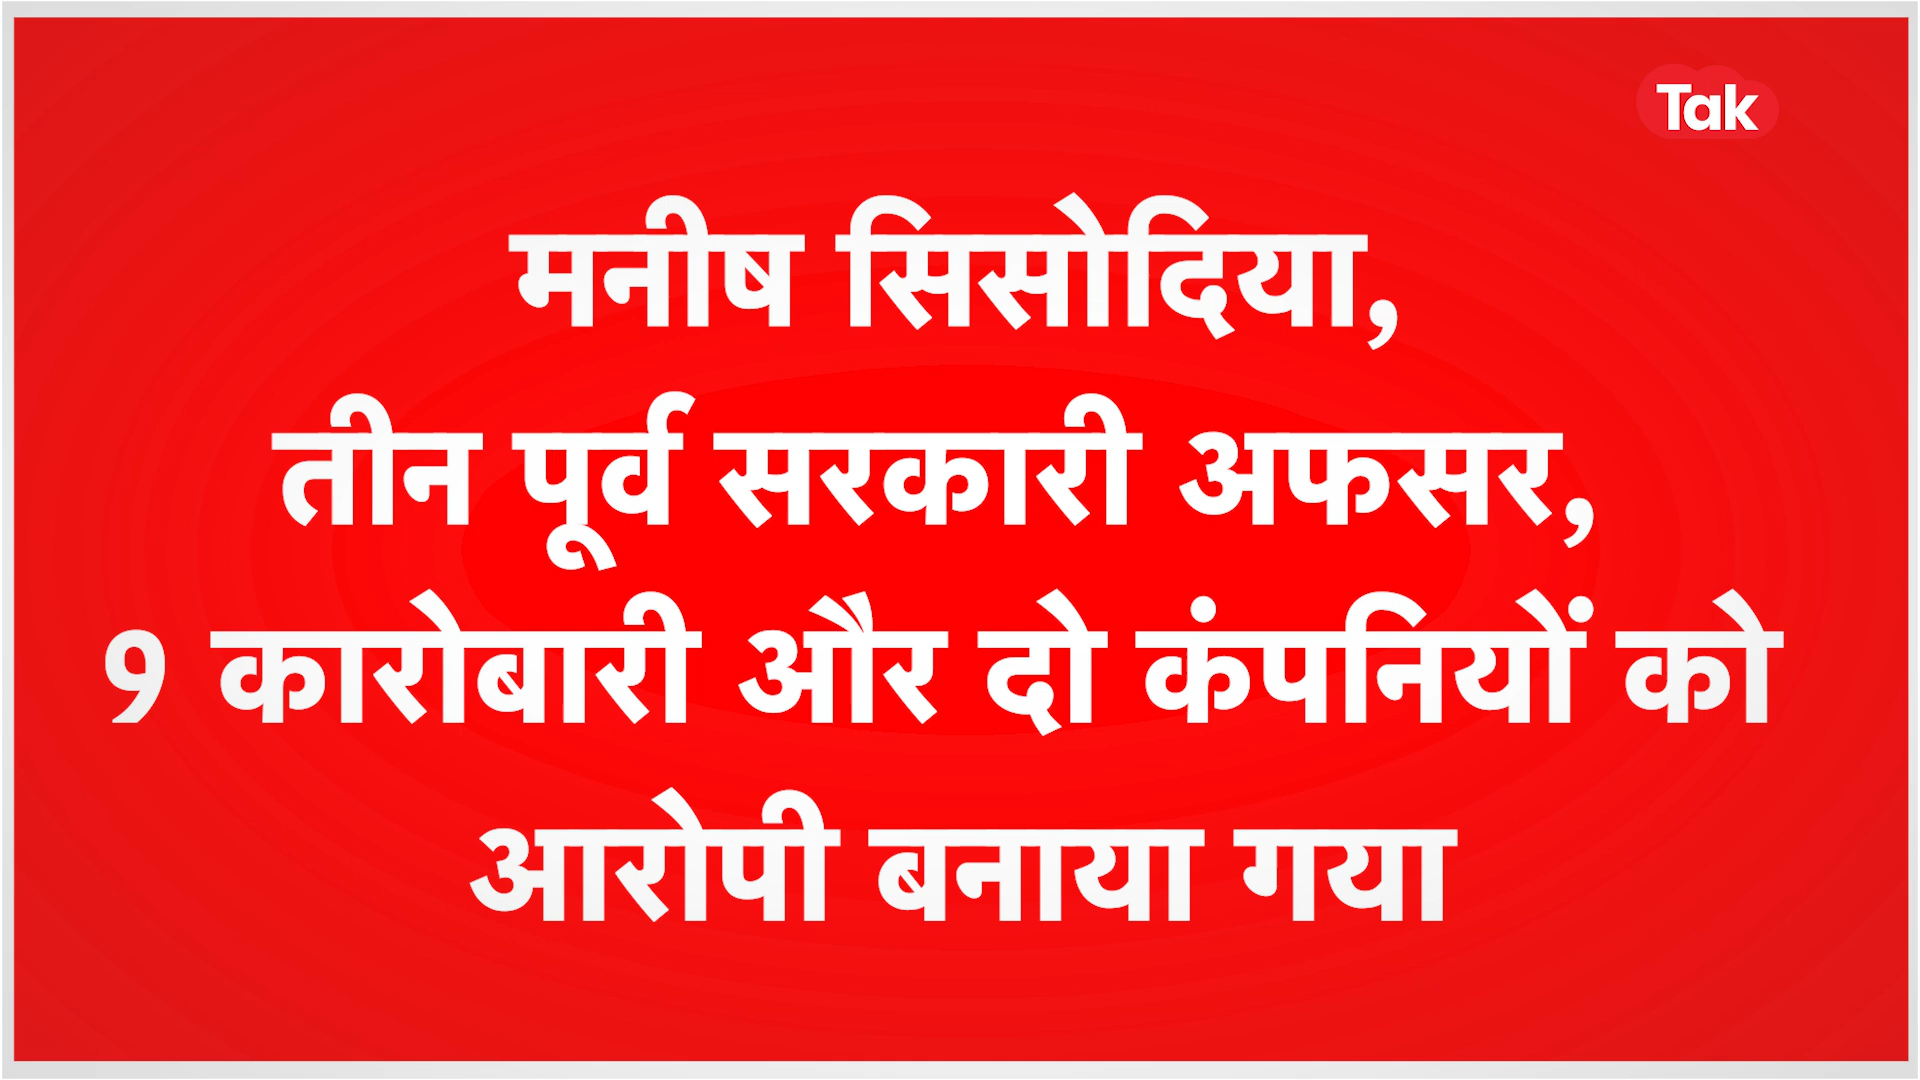 Tak
मनीष सिसोदिया,
तीन पूर्व सरकारी अफसर,
9 कारोबारी और दो कंपनियों को
आरोपी बनाया गया